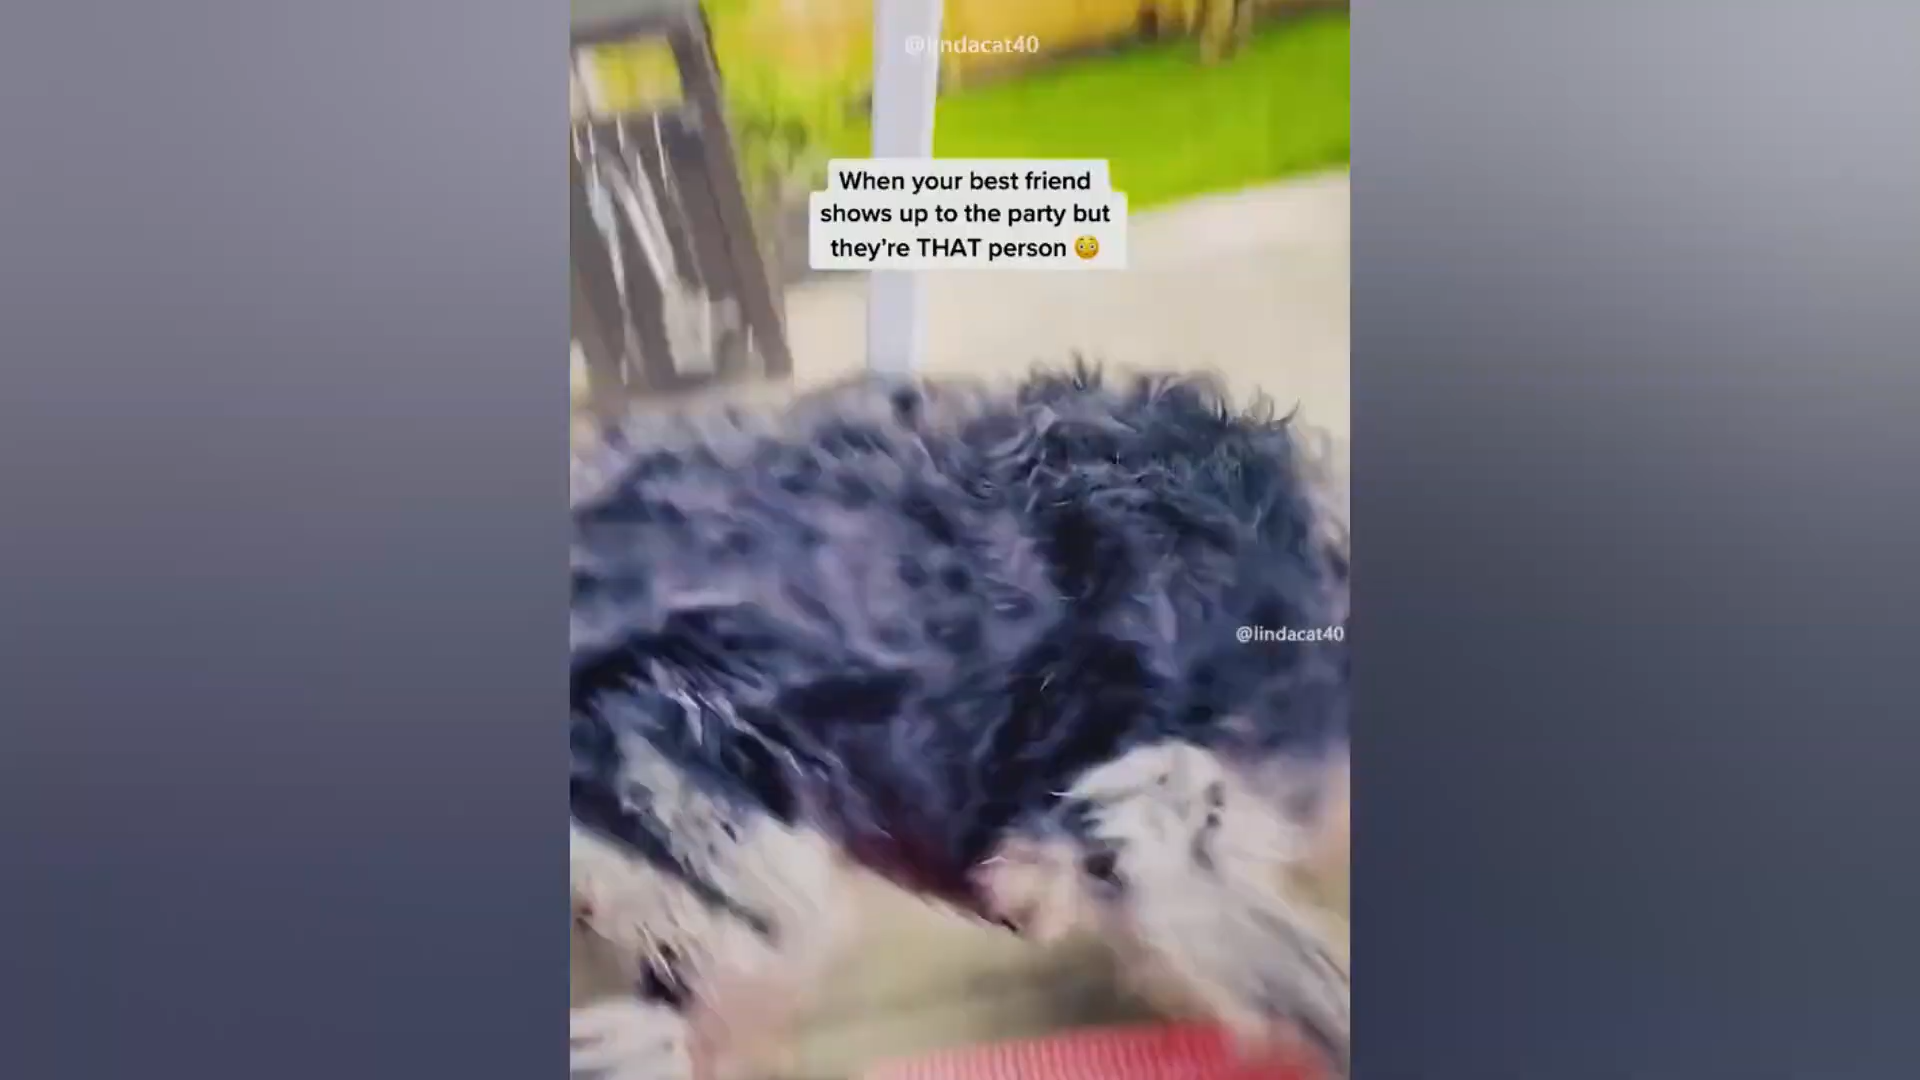 @lindacat40
When your best friend
shows up to the party but
they're THAT person 😳
@lindacat40